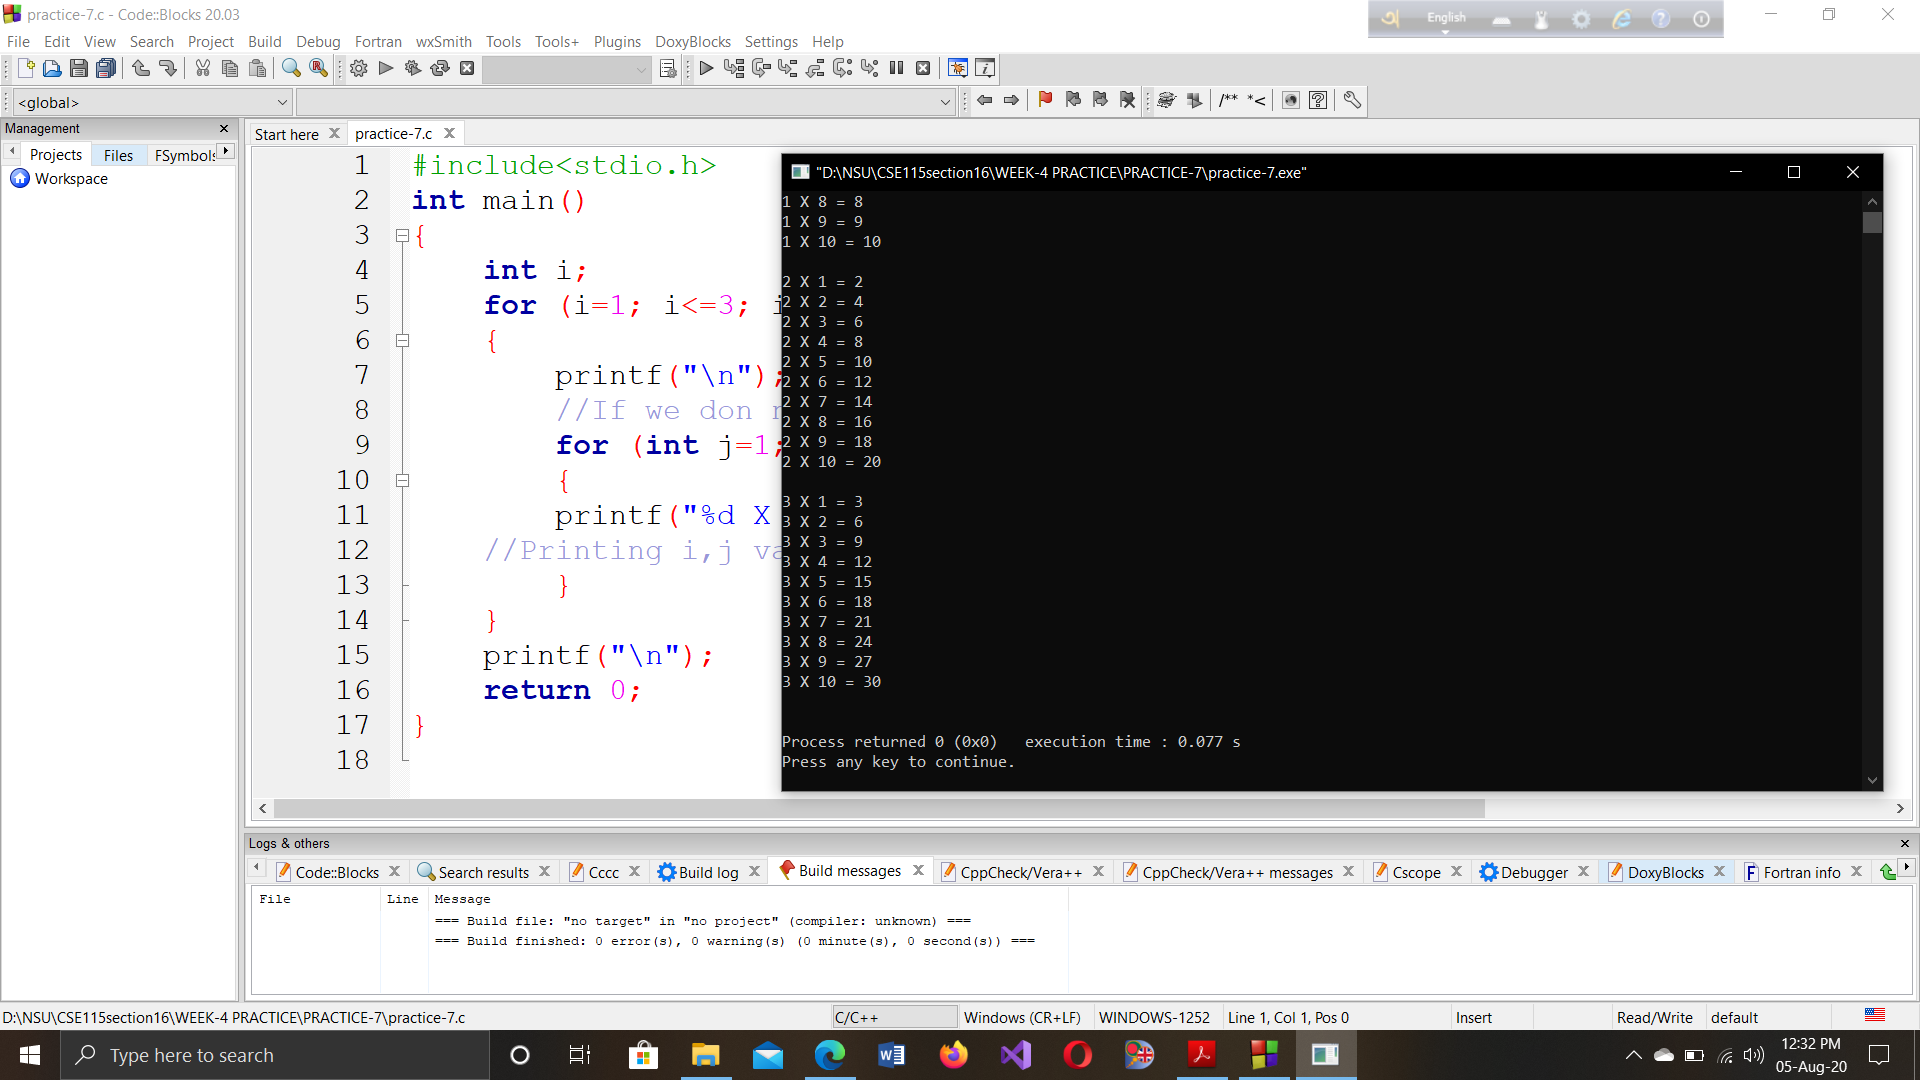 practice-7.c - Code::Blocks 20.03
English
File Edit View Search Project Build Debug Fortran wxSmith Tools Tools+ Plugins DoxyBlocks Settings Help
<global>
/** *<
Management
Projects Files FSymbols
Workspace
Start here practice-7.c
1 #include<stdio.h>
2 int main()
3 {
4 int i;
5 for (i=1; i<=3; i
6 {
7 printf("\n");
8 //If we don n
9 for (int j=1;
10 {
11 printf("%d X
12 //Printing i,j va
13 }
14 }
15 printf("\n");
16 return 0;
17 }
18
"D:\NSU\CSE115section16\WEEK-4 PRACTICE\PRACTICE-7\practice-7.exe"
1 X 8 = 8
1 X 9 = 9
1 X 10 = 10
2 X 1 = 2
2 X 2 = 4
2 X 3 = 6
2 X 4 = 8
2 X 5 = 10
2 X 6 = 12
2 X 7 = 14
2 X 8 = 16
2 X 9 = 18
2 X 10 = 20
3 X 1 = 3
3 X 2 = 6
3 X 3 = 9
3 X 4 = 12
3 X 5 = 15
3 X 6 = 18
3 X 7 = 21
3 X 8 = 24
3 X 9 = 27
3 X 10 = 30
Process returned 0 (0x0)   execution time : 0.077 s
Press any key to continue.
Logs & others
Code::Blocks Search results Cccc Build log Build messages CppCheck/Vera++ CppCheck/Vera++ messages Cscope Debugger DoxyBlocks Fortran info
File Line Message
=== Build file: "no target" in "no project" (compiler: unknown) ===
=== Build finished: 0 error(s), 0 warning(s) (0 minute(s), 0 second(s)) ===
D:\NSU\CSE115section16\WEEK-4 PRACTICE\PRACTICE-7\practice-7.c C/C++ Windows (CR+LF) WINDOWS-1252 Line 1, Col 1, Pos 0 Insert Read/Write default
Type here to search
12:32 PM
05-Aug-20